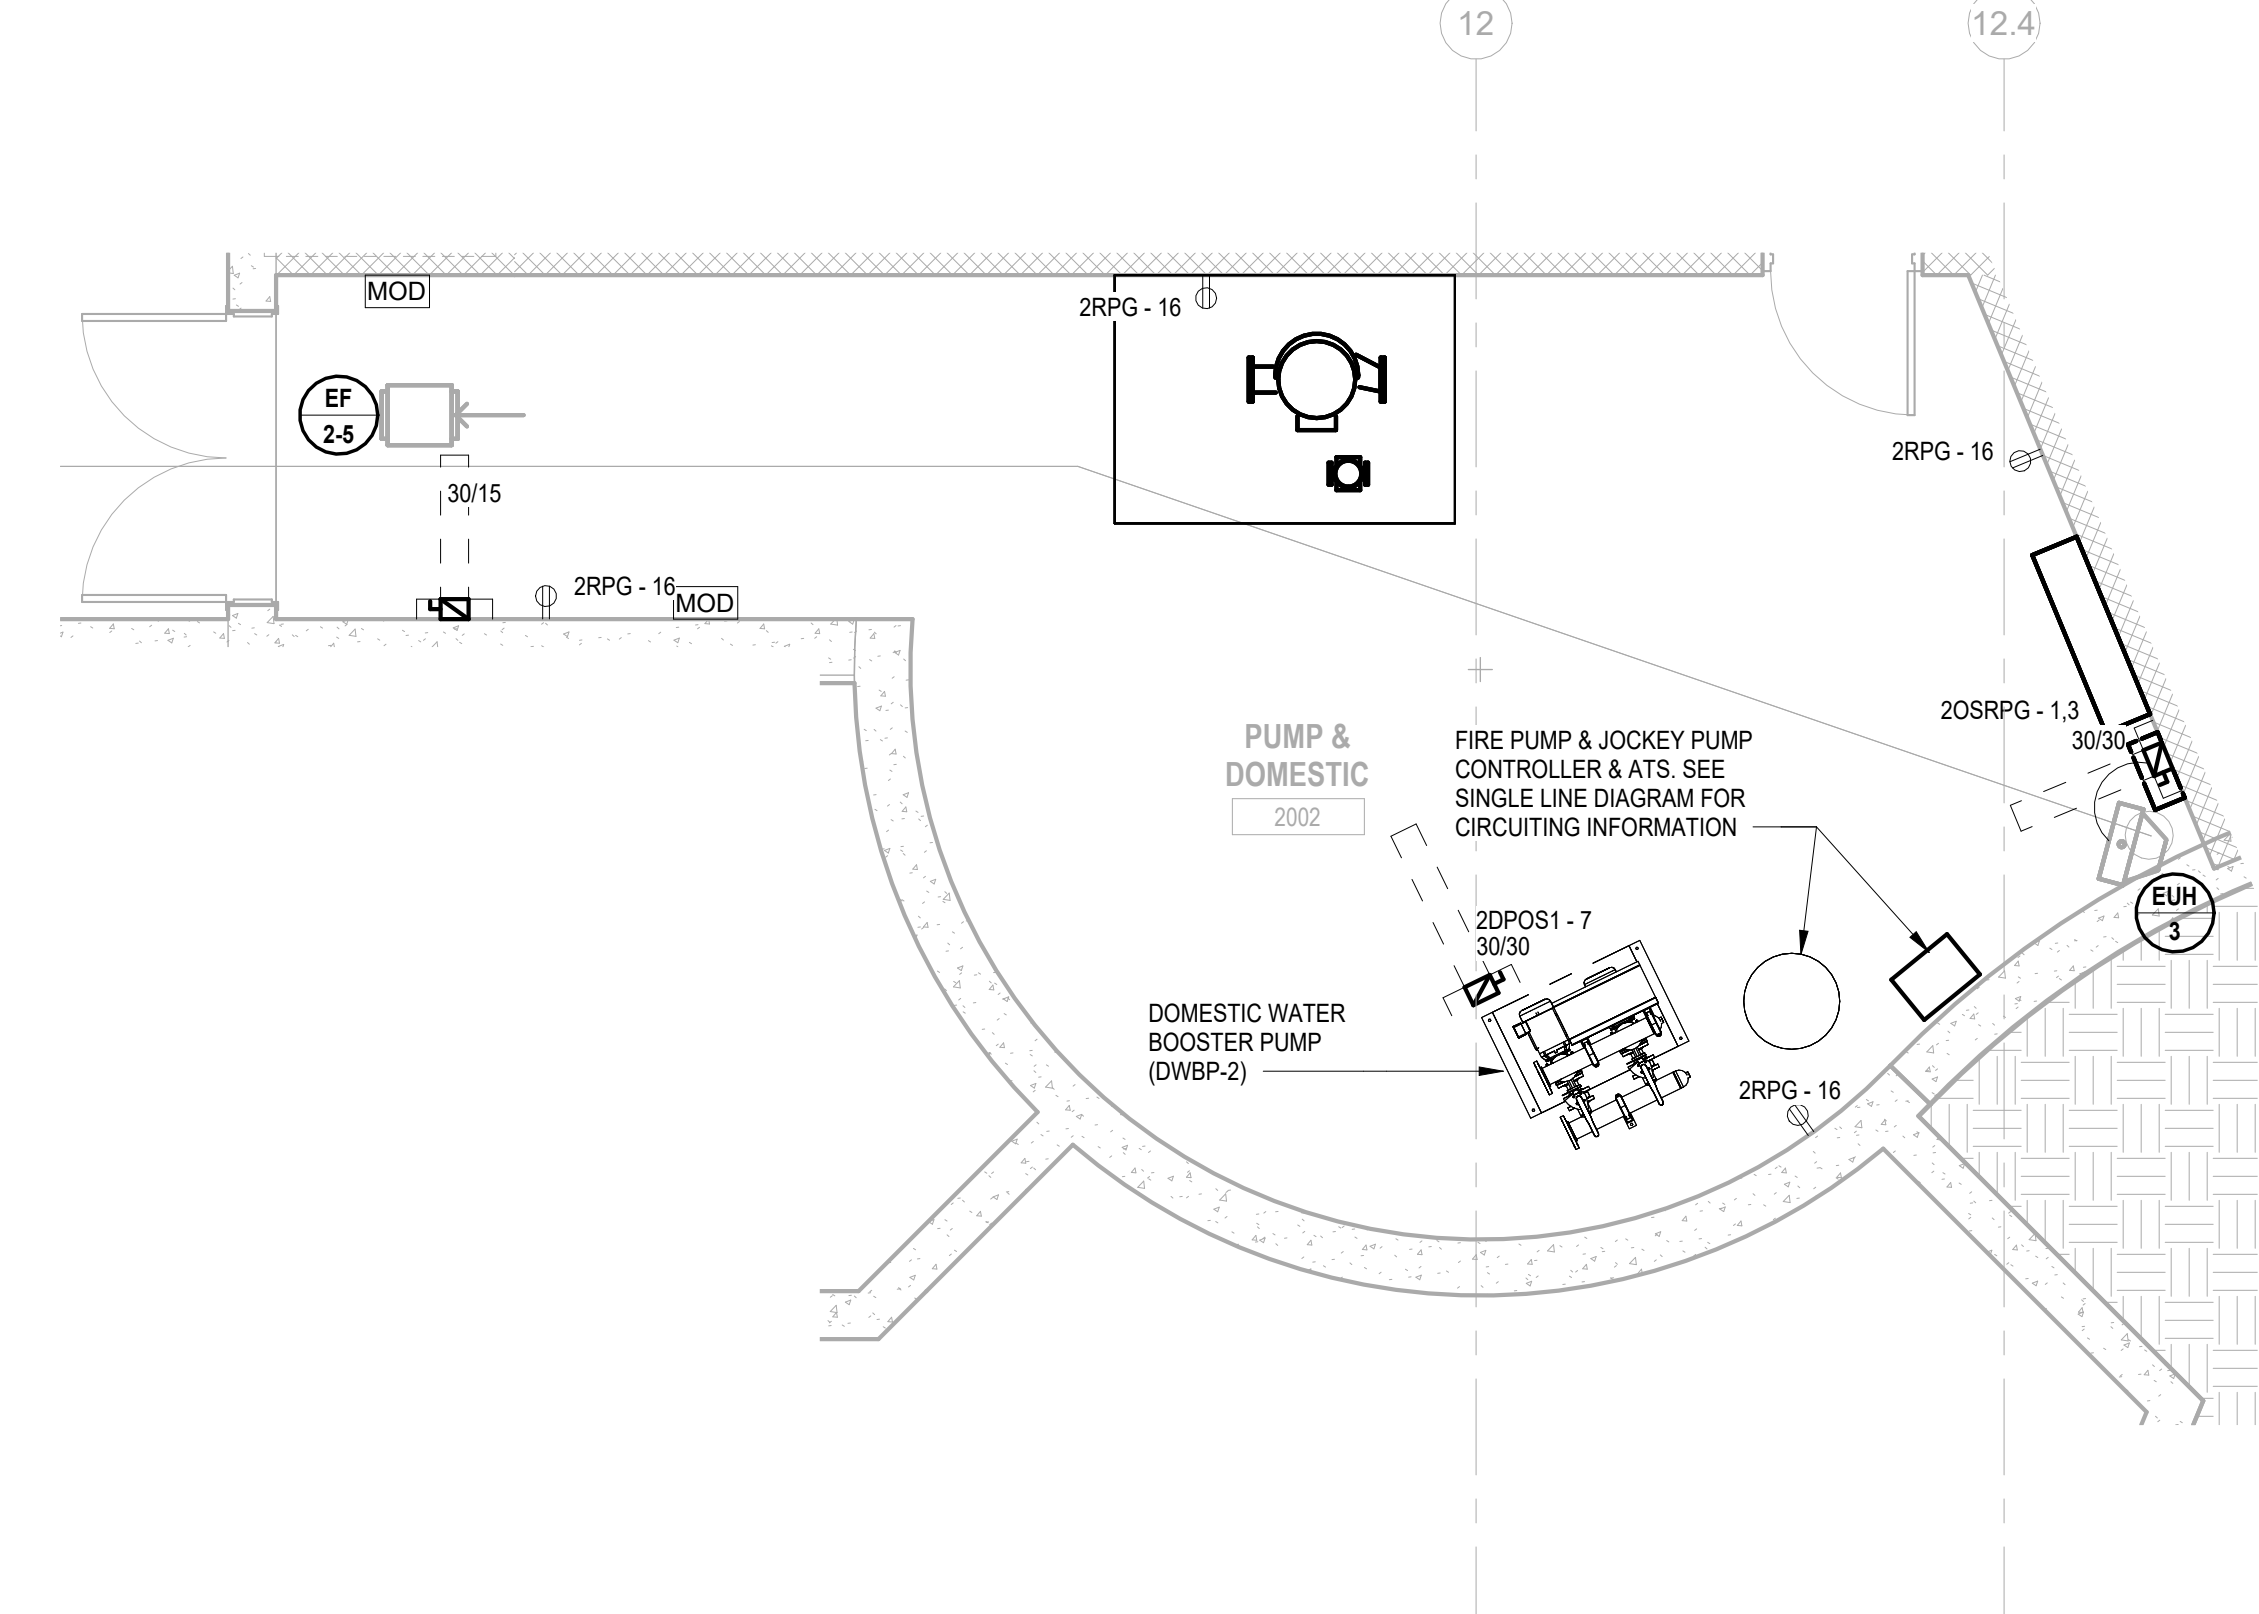 12
12.4
MOD
2RPG - 16
EF
2-5
2RPG - 16
30/15
2RPG - 16
MOD
2OSRPG - 1,3
30/30
PUMP &
DOMESTIC
2002
FIRE PUMP & JOCKEY PUMP
CONTROLLER & ATS. SEE
SINGLE LINE DIAGRAM FOR
CIRCUITING INFORMATION
EUH
3
2DPOS1 - 7
30/30
DOMESTIC WATER
BOOSTER PUMP
(DWBP-2)
2RPG - 16